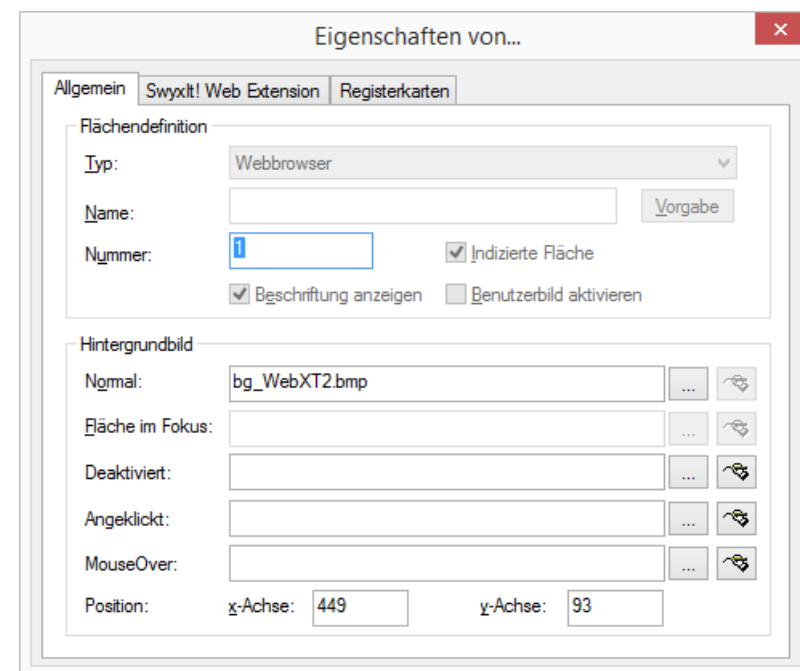 Eigenschaften von...
Allgemein SwyxIt! Web Extension Registerkarten
Flächendefinition
Typ: Webbrowser
Name: Vorgabe
Nummer: 1 Indizierte Fläche
Beschriftung anzeigen Benutzerbild aktivieren
Hintergrundbild
Normal: bg_WebXT2.bmp ...
Fläche im Fokus: ...
Deaktiviert: ...
Angeklickt: ...
MouseOver: ...
Position: x-Achse: 449 y-Achse: 93